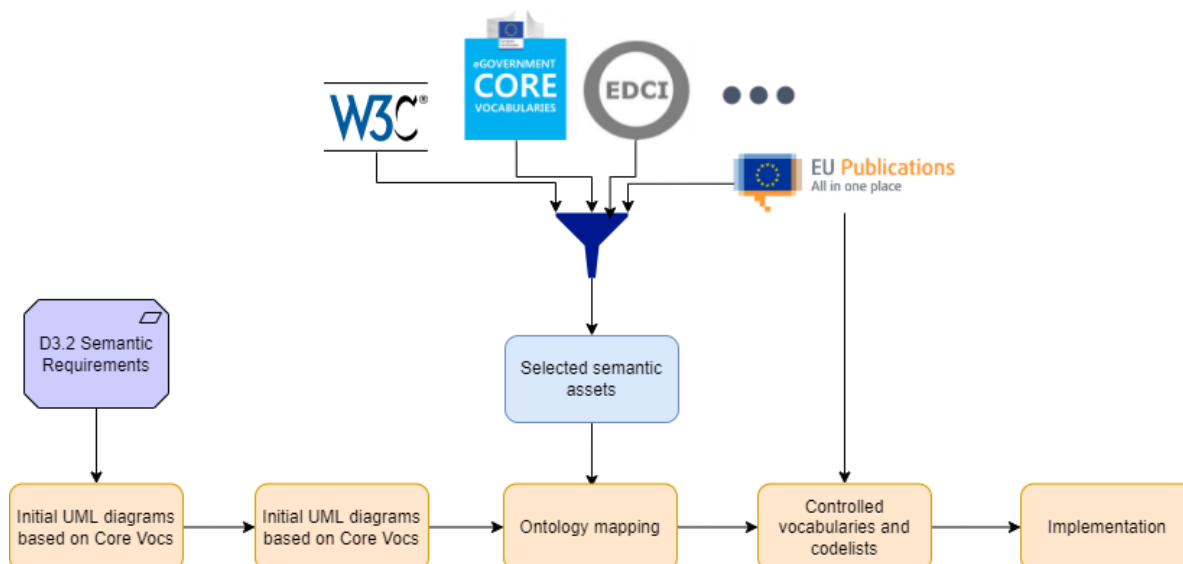 eGOVERNMENT
CORE
VOCABULARIES
EDCI
W3C®
EU Publications
All in one place
D3.2 Semantic
Requirements
Selected semantic
assets
Initial UML diagrams
based on Core Vocs
Initial UML diagrams
based on Core Vocs
Ontology mapping
Controlled
vocabularies and
codelists
Implementation